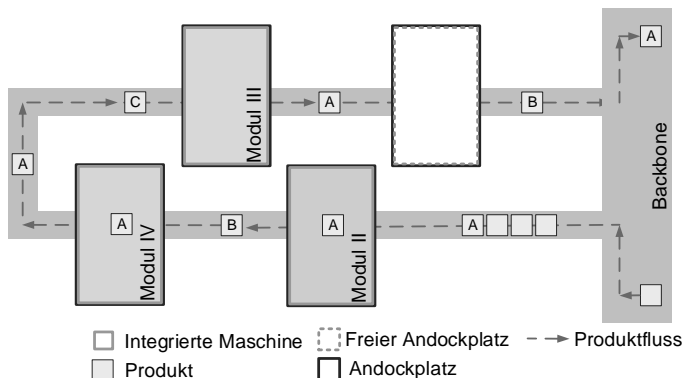 A
C
Modul III
A
B
Backbone
A
A
Modul IV
B
A
Modul II
A
Integrierte Maschine
Freier Andockplatz
Produktfluss
Produkt
Andockplatz